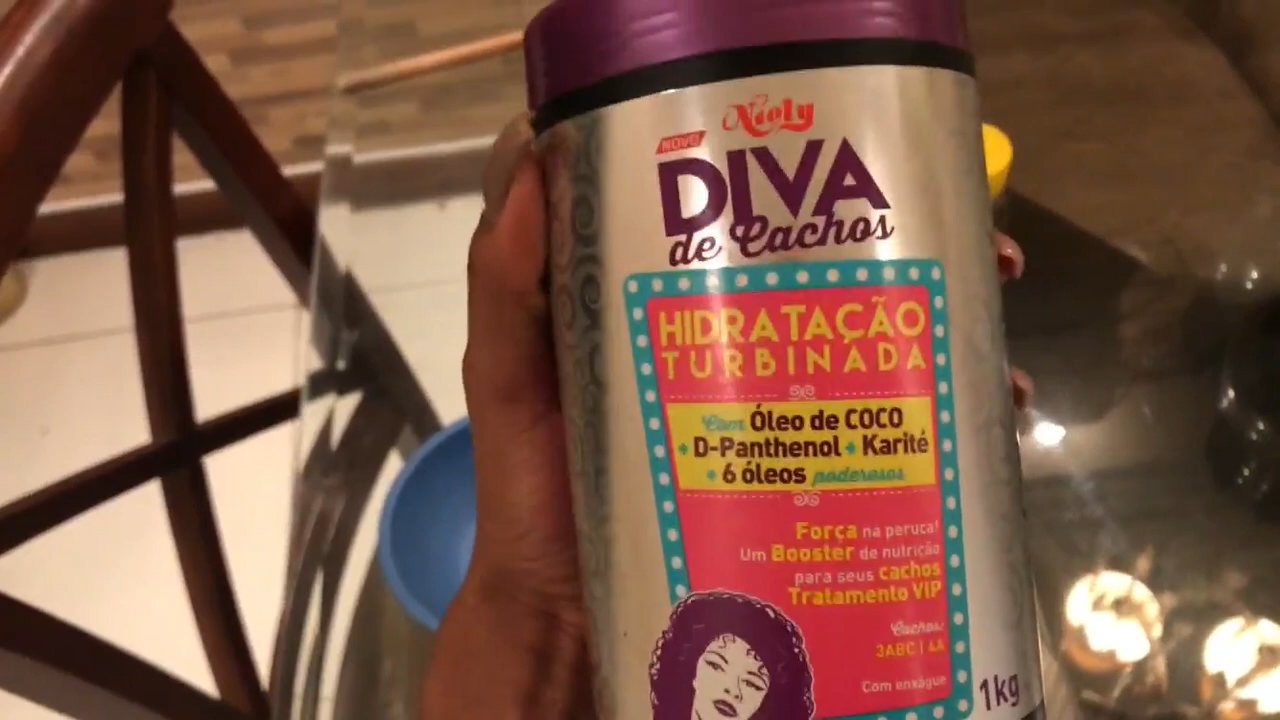 Niely
NOVO
DIVA
de Cachos
HIDRATAÇÃO
TURBINADA
Com Óleo de COCO
+ D-Panthenol + Karité
+ 6 óleos poderosos
Força na peruca!
Um Booster de nutrição
para seus cachos
Tratamento VIP
Cachos:
3ABC | 4A
Com enxágue
1kg